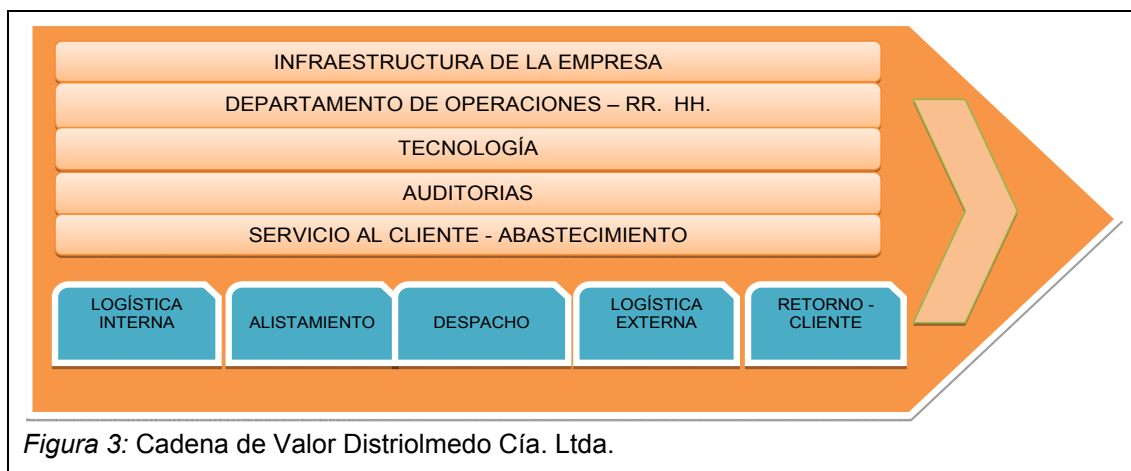 INFRAESTRUCTURA DE LA EMPRESA
DEPARTAMENTO DE OPERACIONES – RR. HH.
TECNOLOGÍA
AUDITORIAS
SERVICIO AL CLIENTE - ABASTECIMIENTO
LOGÍSTICA
INTERNA
ALISTAMIENTO
DESPACHO
LOGÍSTICA
EXTERNA
RETORNO -
CLIENTE
Figura 3: Cadena de Valor Distriolmedo Cía. Ltda.